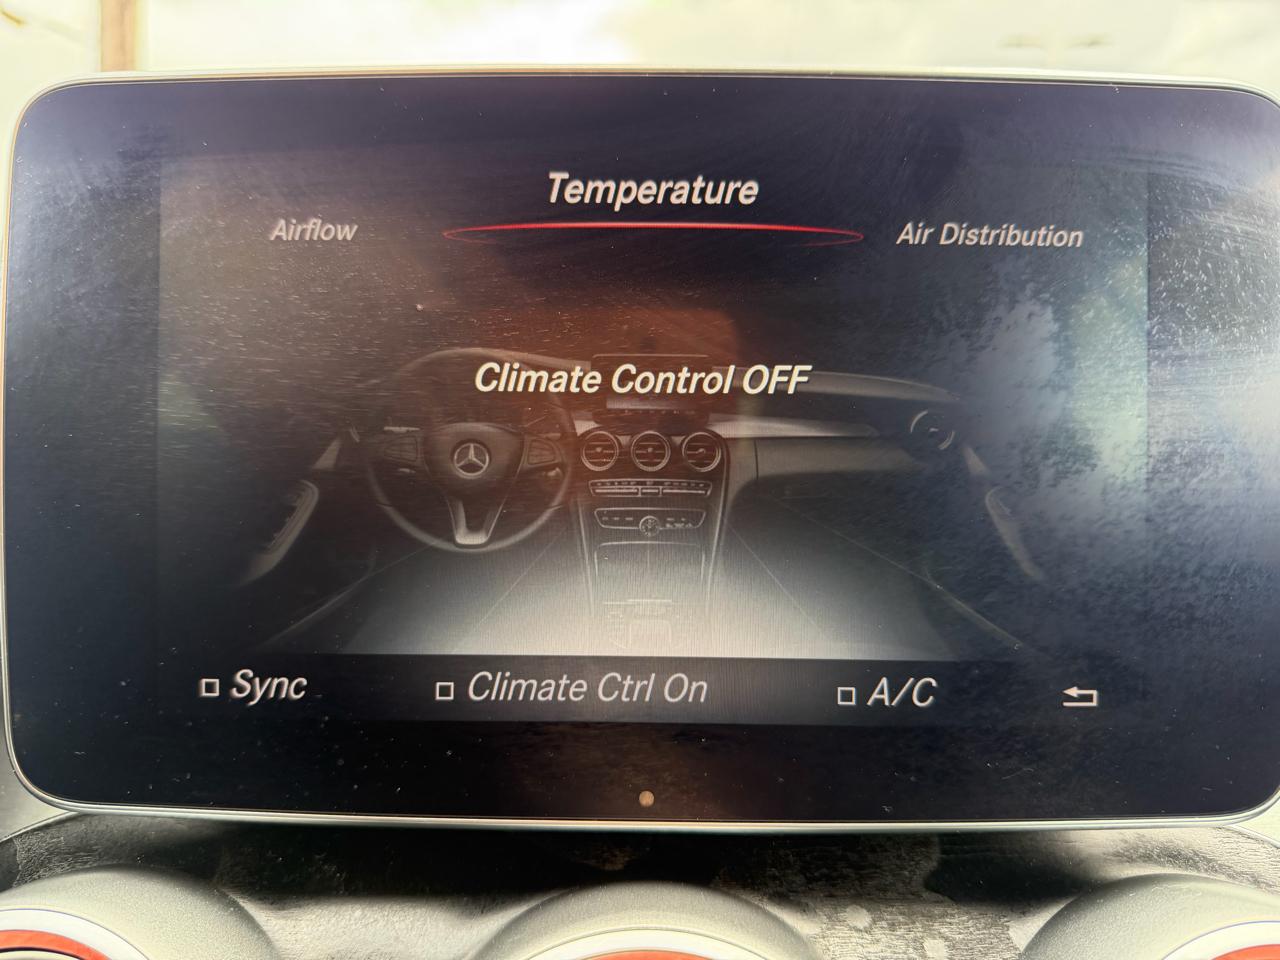 Temperature
Airflow
Air Distribution
Climate Control OFF
Sync
Climate Ctrl On
A/C